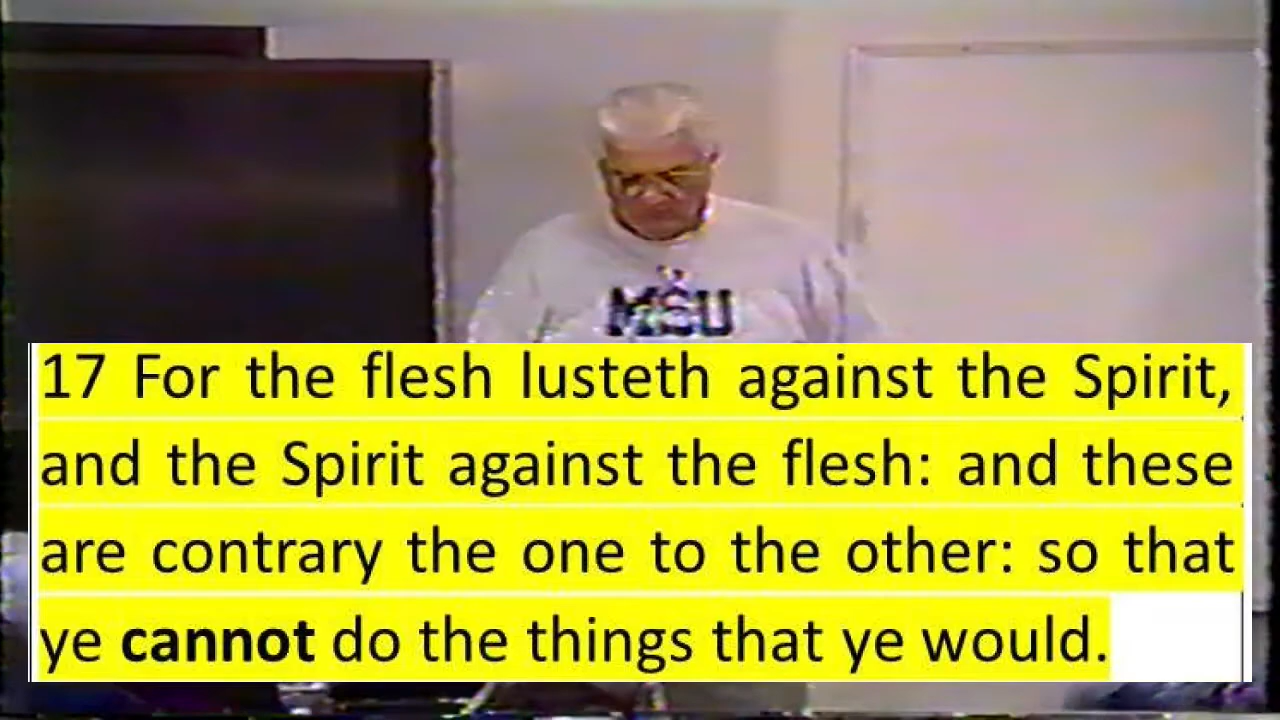 MSU
17 For the flesh lusteth against the Spirit,
and the Spirit against the flesh: and these
are contrary the one to the other: so that
ye cannot do the things that ye would.